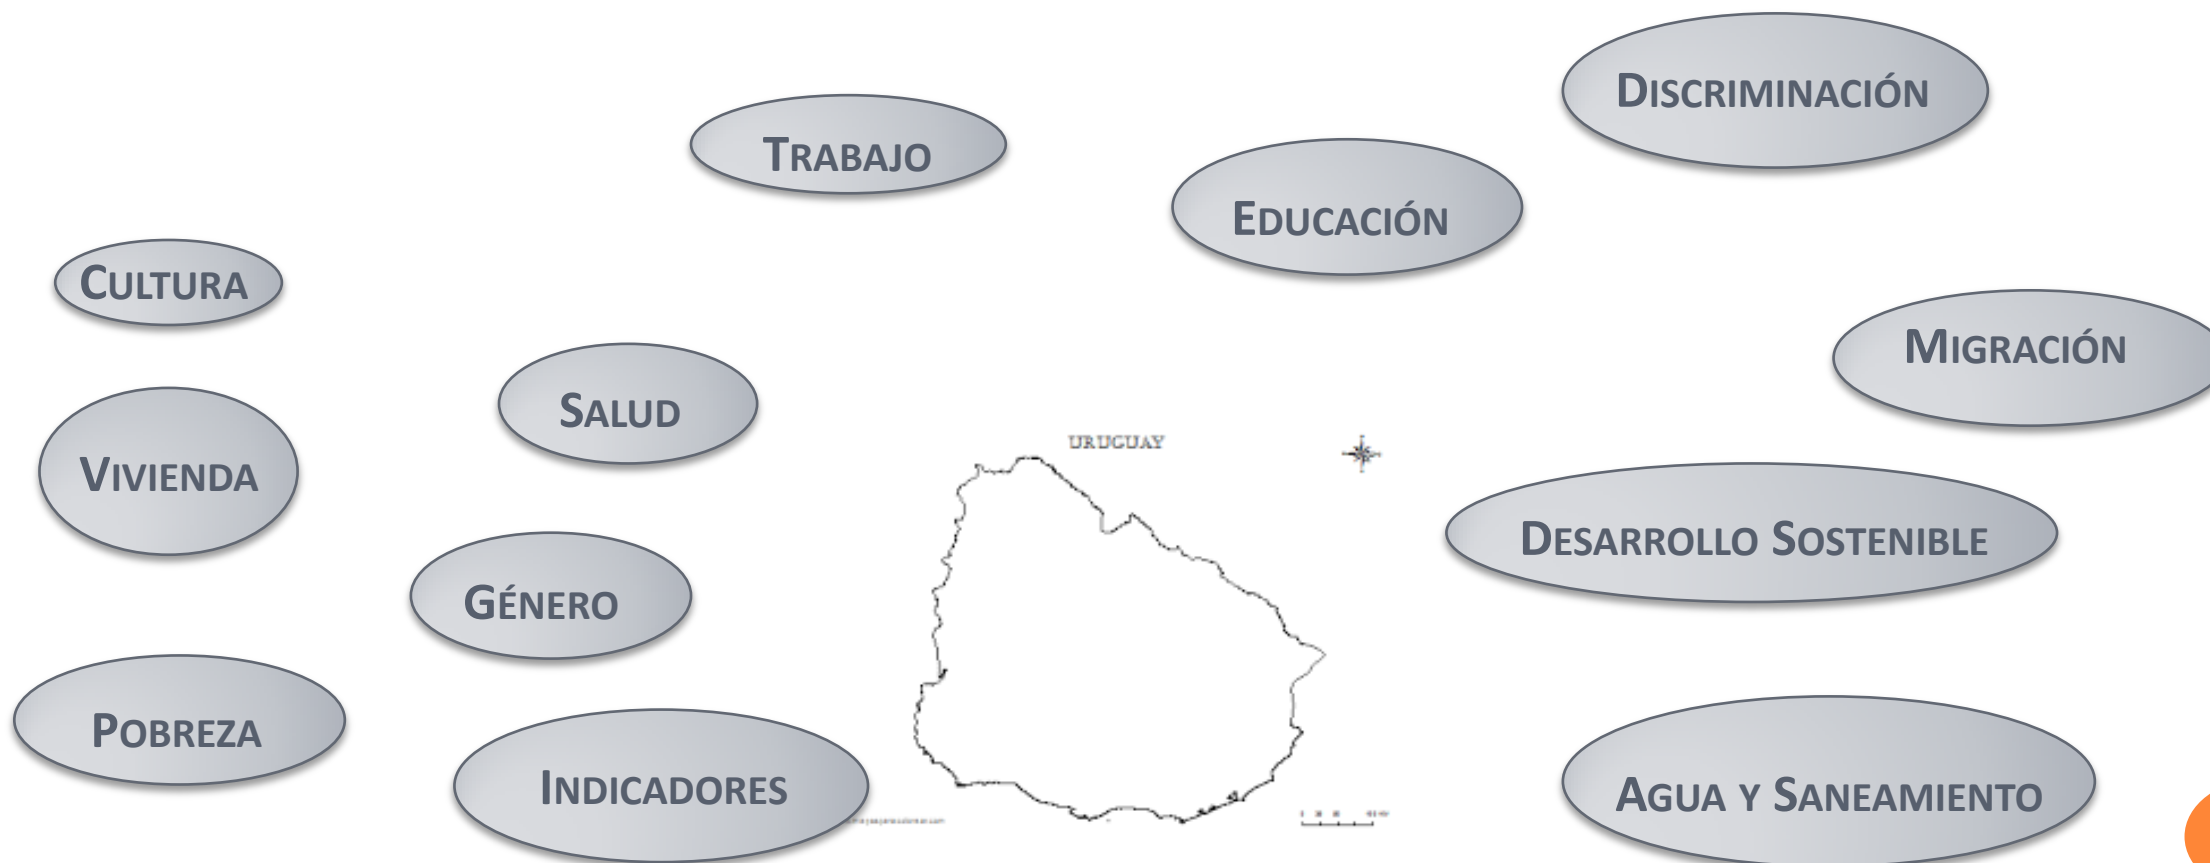 DISCRIMINACIÓN
TRABAJO
EDUCACIÓN
CULTURA
MIGRACIÓN
SALUD
URUGUAY
VIVIENDA
DESARROLLO SOSTENIBLE
GÉNERO
POBREZA
INDICADORES
AGUA Y SANEAMIENTO